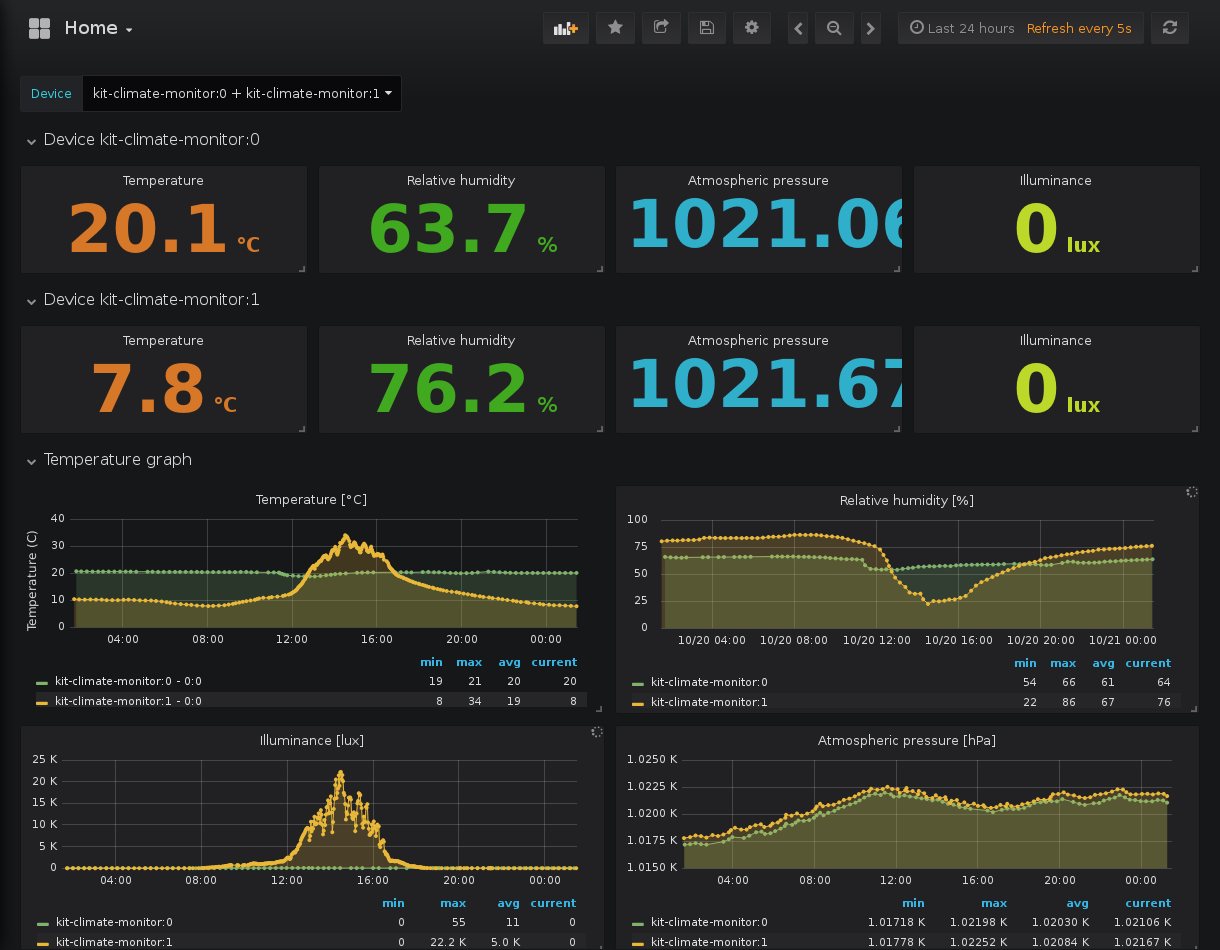 Home
Last 24 hours Refresh every 5s
Device kit-climate-monitor:0 + kit-climate-monitor:1
Device kit-climate-monitor:0
Temperature Relative humidity Atmospheric pressure Illuminance
20.1 °C 63.7 % 1021.06 0 lux
Device kit-climate-monitor:1
Temperature Relative humidity Atmospheric pressure Illuminance
7.8 °C 76.2 % 1021.67 0 lux
Temperature graph
Temperature [°C]
Temperature (C)
40
30
20
10
0
04:00 08:00 12:00 16:00 20:00 00:00
min max avg current
kit-climate-monitor:0 - 0:0 19 21 20 20
kit-climate-monitor:1 - 0:0 8 34 19 8
Relative humidity [%]
100
75
50
25
0
10/20 04:00 10/20 08:00 10/20 12:00 10/20 16:00 10/20 20:00 10/21 00:00
min max avg current
kit-climate-monitor:0 54 66 61 64
kit-climate-monitor:1 22 86 67 76
Illuminance [lux]
25 K
20 K
15 K
10 K
5 K
0
04:00 08:00 12:00 16:00 20:00 00:00
min max avg current
kit-climate-monitor:0 0 55 11 0
kit-climate-monitor:1 0 22.2 K 5.0 K 0
Atmospheric pressure [hPa]
1.0250 K
1.0225 K
1.0200 K
1.0175 K
1.0150 K
04:00 08:00 12:00 16:00 20:00 00:00
min max avg current
kit-climate-monitor:0 1.01718 K 1.02198 K 1.02030 K 1.02106 K
kit-climate-monitor:1 1.01778 K 1.02252 K 1.02084 K 1.02167 K